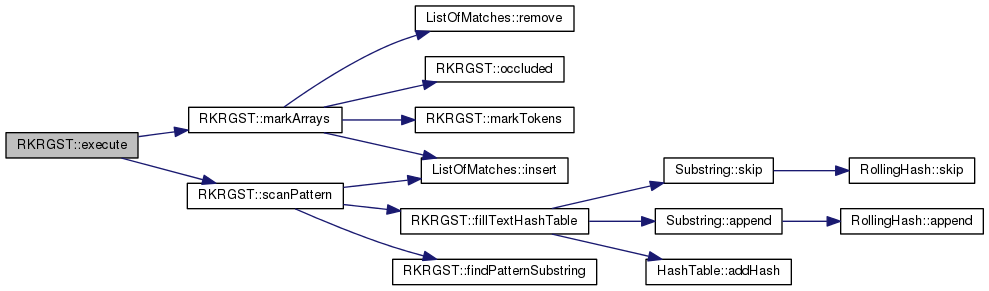 ListOfMatches::remove
RKRGST::occluded
RKRGST::markArrays
RKRGST::markTokens
RKRGST::execute
ListOfMatches::insert
Substring::skip
RollingHash::skip
RKRGST::scanPattern
RKRGST::fillTextHashTable
Substring::append
RollingHash::append
RKRGST::findPatternSubstring
HashTable::addHash